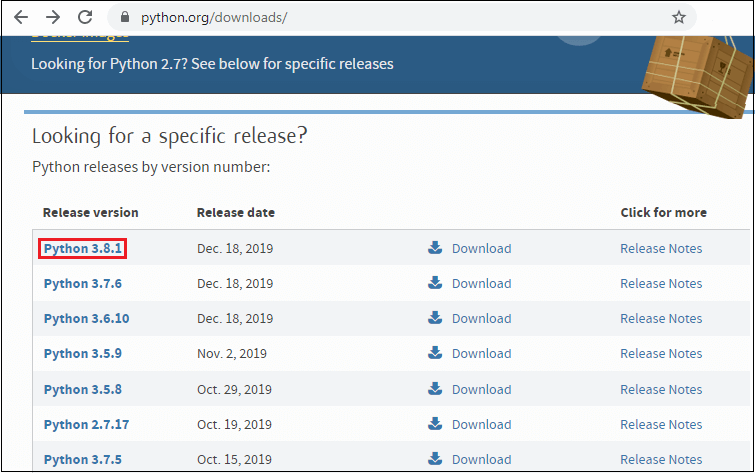 python.org/downloads/
Docker Images
Looking for Python 2.7? See below for specific releases
Looking for a specific release?
Python releases by version number:
Release version Release date Click for more
Python 3.8.1 Dec. 18, 2019 Download Release Notes
Python 3.7.6 Dec. 18, 2019 Download Release Notes
Python 3.6.10 Dec. 18, 2019 Download Release Notes
Python 3.5.9 Nov. 2, 2019 Download Release Notes
Python 3.5.8 Oct. 29, 2019 Download Release Notes
Python 2.7.17 Oct. 19, 2019 Download Release Notes
Python 3.7.5 Oct. 15, 2019 Download Release Notes